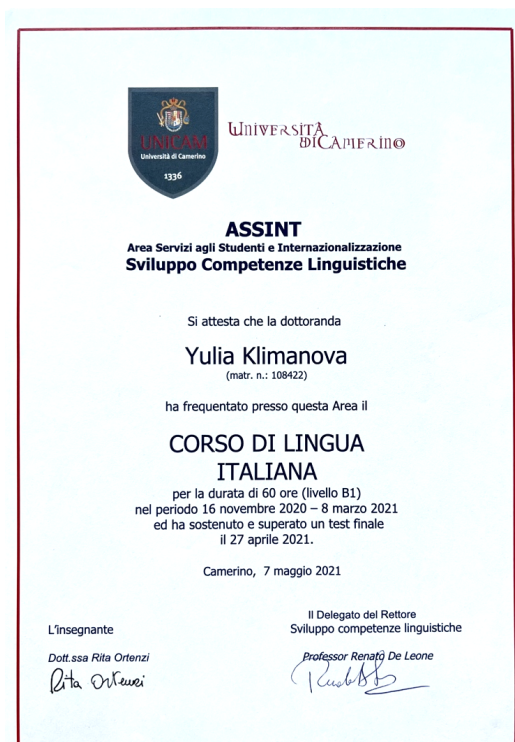 UNICAM
Università di Camerino
1336
UNIVERSITÀ
DI CAMERINO
ASSINT
Area Servizi agli Studenti e Internazionalizzazione
Sviluppo Competenze Linguistiche
Si attesta che la dottoranda
Yulia Klimanova
(matr. n.: 108422)
ha frequentato presso questa Area il
CORSO DI LINGUA
ITALIANA
per la durata di 60 ore (livello B1)
nel periodo 16 novembre 2020 – 8 marzo 2021
ed ha sostenuto e superato un test finale
il 27 aprile 2021.
Camerino, 7 maggio 2021
L'insegnante
Dott.ssa Rita Ortenzi
Rita Ortenzi
Il Delegato del Rettore
Sviluppo competenze linguistiche
Professor Renato De Leone